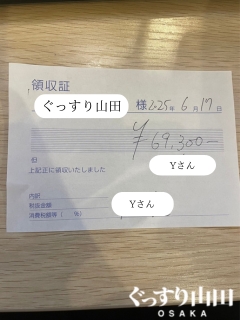 領収証
ぐっすり山田 様 2025年 6月 17日
¥69,300-
但
Yさん
上記正に領収いたしました
内訳
Yさん
税抜金額
消費税額等( %)
ぐっすり山田
OSAKA